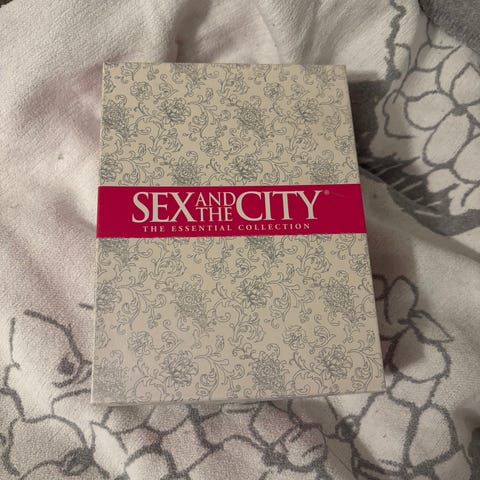 SEX AND THE CITY®
THE ESSENTIAL COLLECTION